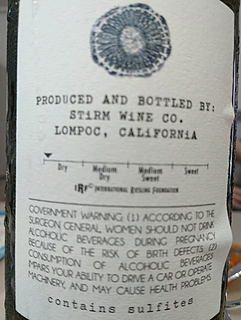 PRODUCED AND BOTTLED BY:
STiRM WiNE CO.
LOMPOC, CALiFORNiA
Dry Medium Dry Medium Sweet Sweet
IRF© INTERNATIONAL RIESLING FOUNDATION
GOVERNMENT WARNING: (1) ACCORDING TO THE
SURGEON GENERAL WOMEN SHOULD NOT DRINK
ALCOHOLIC BEVERAGES DURING PREGNANCY
BECAUSE OF THE RISK OF BIRTH DEFECTS. (2)
CONSUMPTION OF ALCOHOLIC BEVERAGES
IMPAIRS YOUR ABILITY TO DRIVE A CAR OR OPERATE
MACHINERY, AND MAY CAUSE HEALTH PROBLEMS.
contains sulfites